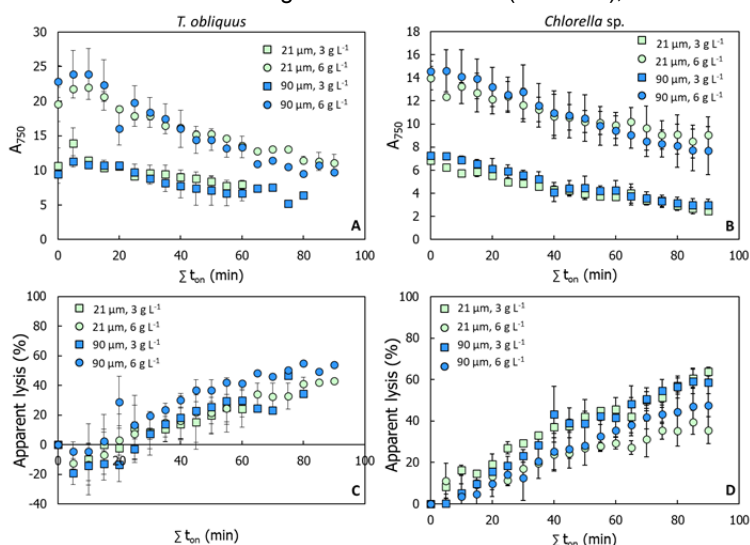 T. obliquus
Chlorella sp.
30
25
20
15
10
5
0
A750
21 µm, 3 g L-1
21 µm, 6 g L-1
90 µm, 3 g L-1
90 µm, 6 g L-1
A
0 20 40 60 80 100
∑ ton (min)
18
16
14
12
10
8
6
4
2
0
A750
21 µm, 3 g L-1
21 µm, 6 g L-1
90 µm, 3 g L-1
90 µm, 6 g L-1
B
0 20 40 60 80 100
∑ ton (min)
100
80
60
40
20
0
-20
-40
Apparent lysis (%)
21 µm, 3 g L-1
21 µm, 6 g L-1
90 µm, 3 g L-1
90 µm, 6 g L-1
0 20 40 60 80 100
C
∑ ton (min)
100
80
60
40
20
0
Apparent lysis (%)
21 µm, 3 g L-1
21 µm, 6 g L-1
90 µm, 3 g L-1
90 µm, 6 g L-1
D
0 20 40 60 80 100
∑ ton (min)